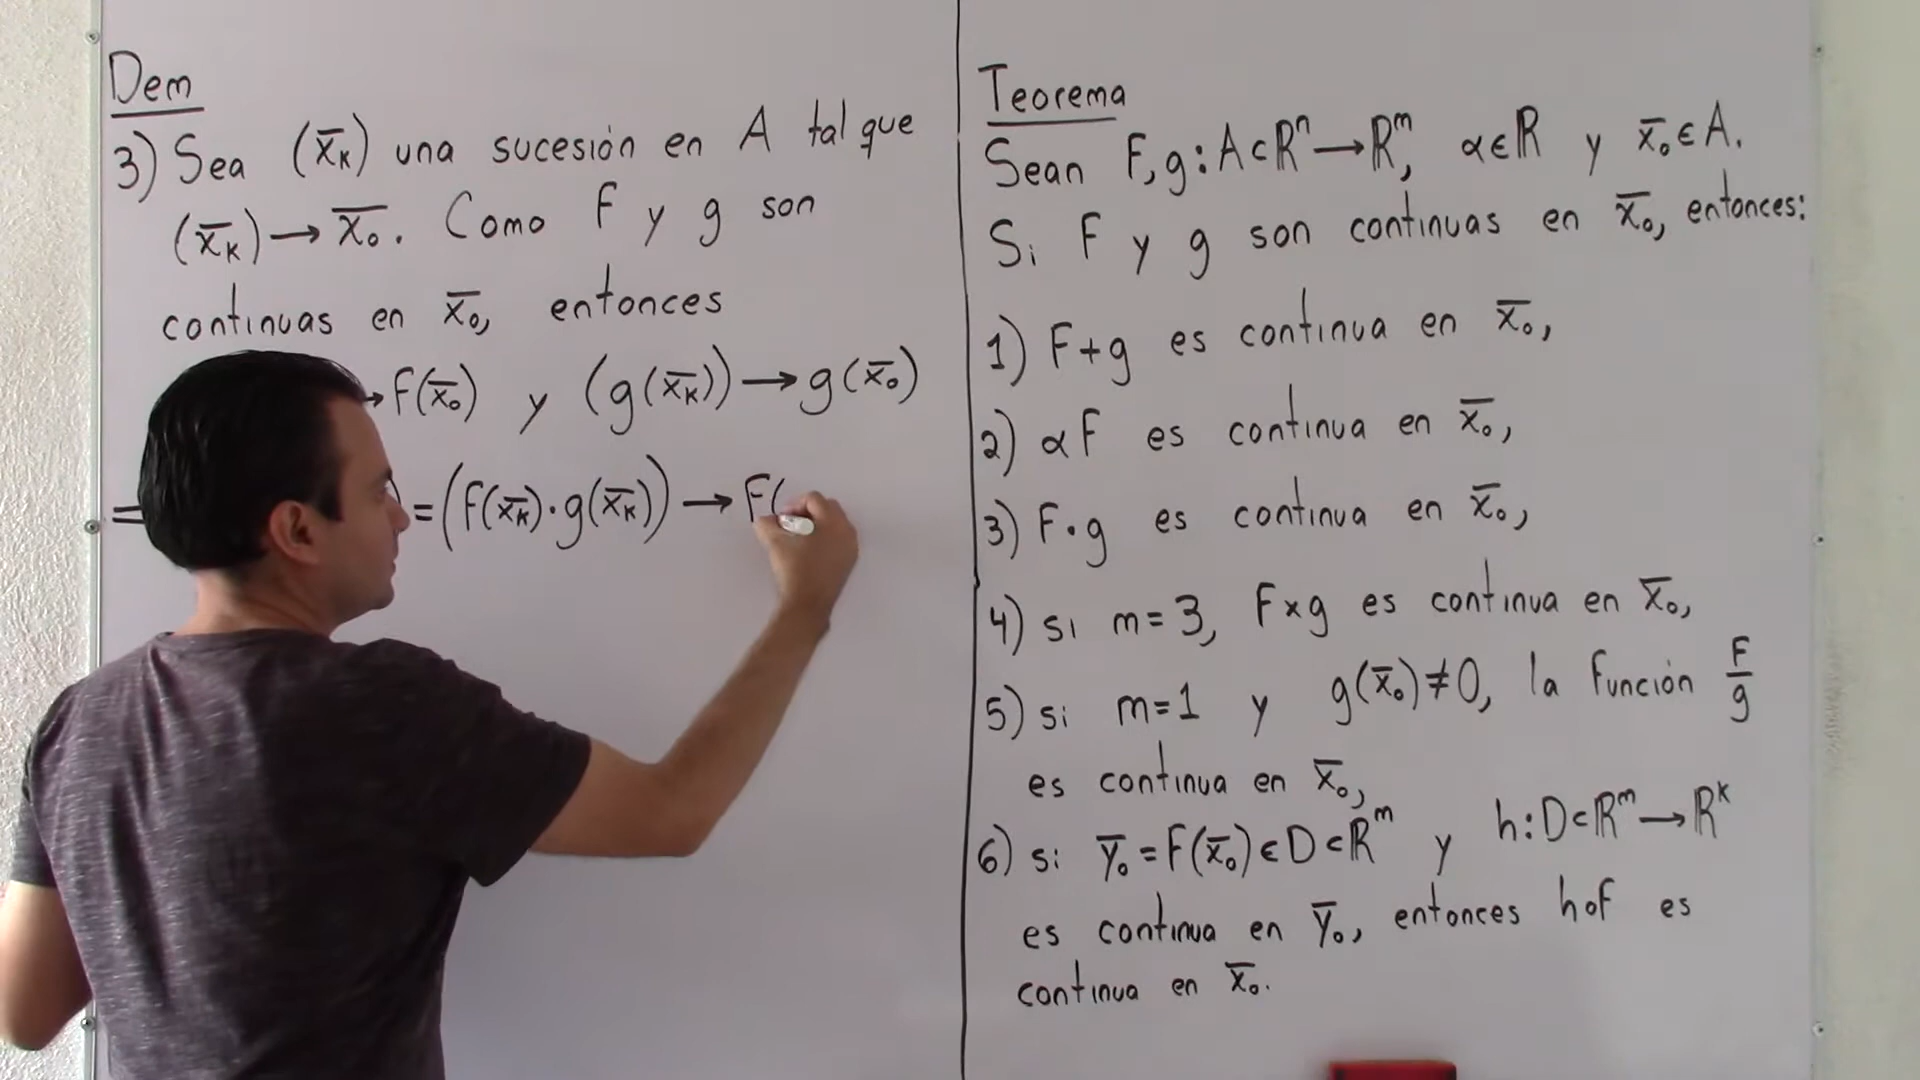 Dem
3) Sea (x̅ₖ) una sucesión en A tal que
(x̅ₖ)→x̅₀. Como F y g son
continuas en x̅₀, entonces
→F(x̅₀) y (g(x̅ₖ))→g(x̅₀)
=(F(x̅ₖ)·g(x̅ₖ))→F(
Teorema
Sean F,g:A⊂ℝⁿ→ℝᵐ, α∈ℝ y x̅₀∈A.
Si F y g son continuas en x̅₀, entonces:
1) F+g es continua en x̅₀,
2) αF es continua en x̅₀,
3) F·g es continua en x̅₀,
4) si m=3, F×g es continua en x̅₀,
5) si m=1 y g(x̅₀)≠0, la función F/g
es continua en x̅₀,
6) si y̅₀=F(x̅₀)∈D⊂ℝᵐ y h:D⊂ℝᵐ→ℝᵏ
es continua en y̅₀, entonces h∘F es
continua en x̅₀.